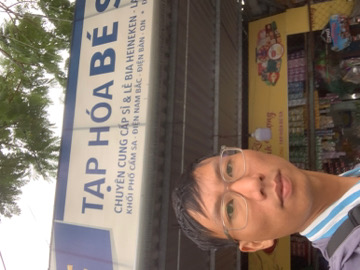 TẠP HÓA BÉ S
CHUYÊN CUNG CẤP SỈ & LẺ BIA HEINEKEN - L
KHỐI PHỐ CẨM SA - ĐIỆN NAM BẮC - ĐIỆN BÀN - QN